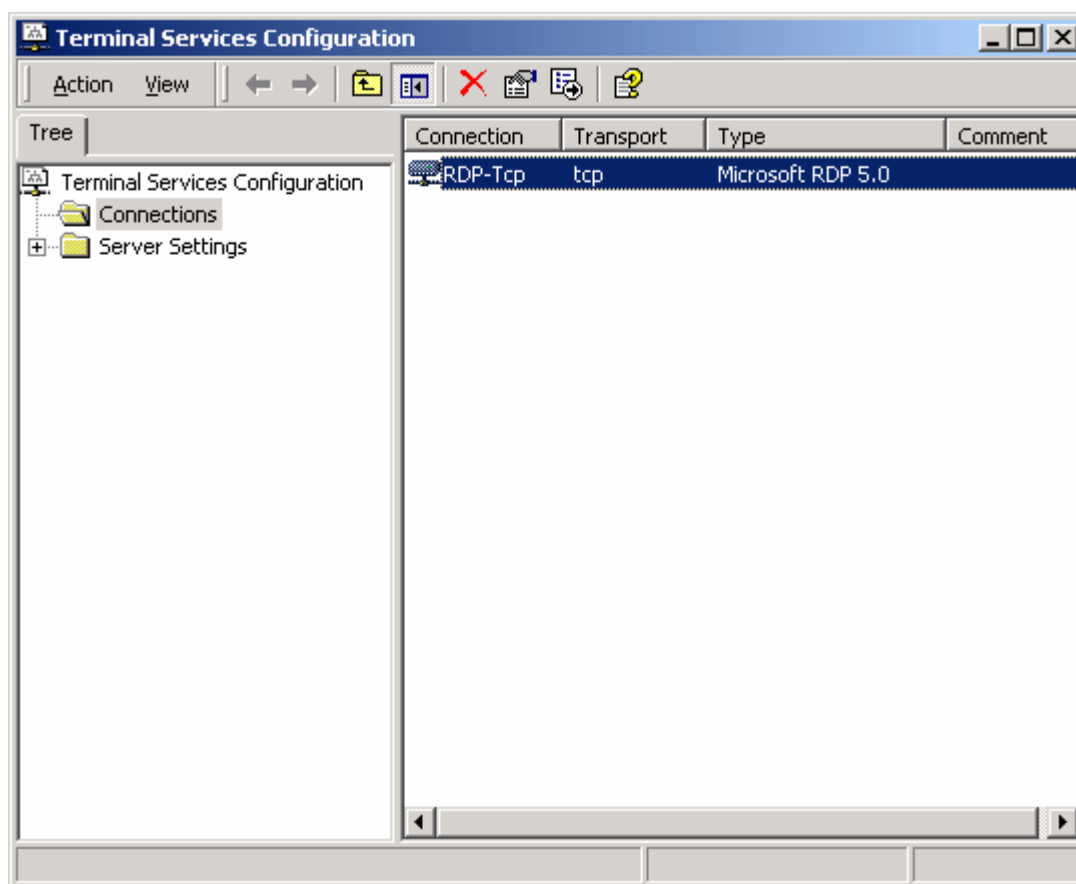 Terminal Services Configuration
Action View
Tree
Connection Transport Type Comment
Terminal Services Configuration
Connections
Server Settings
RDP-Tcp tcp Microsoft RDP 5.0